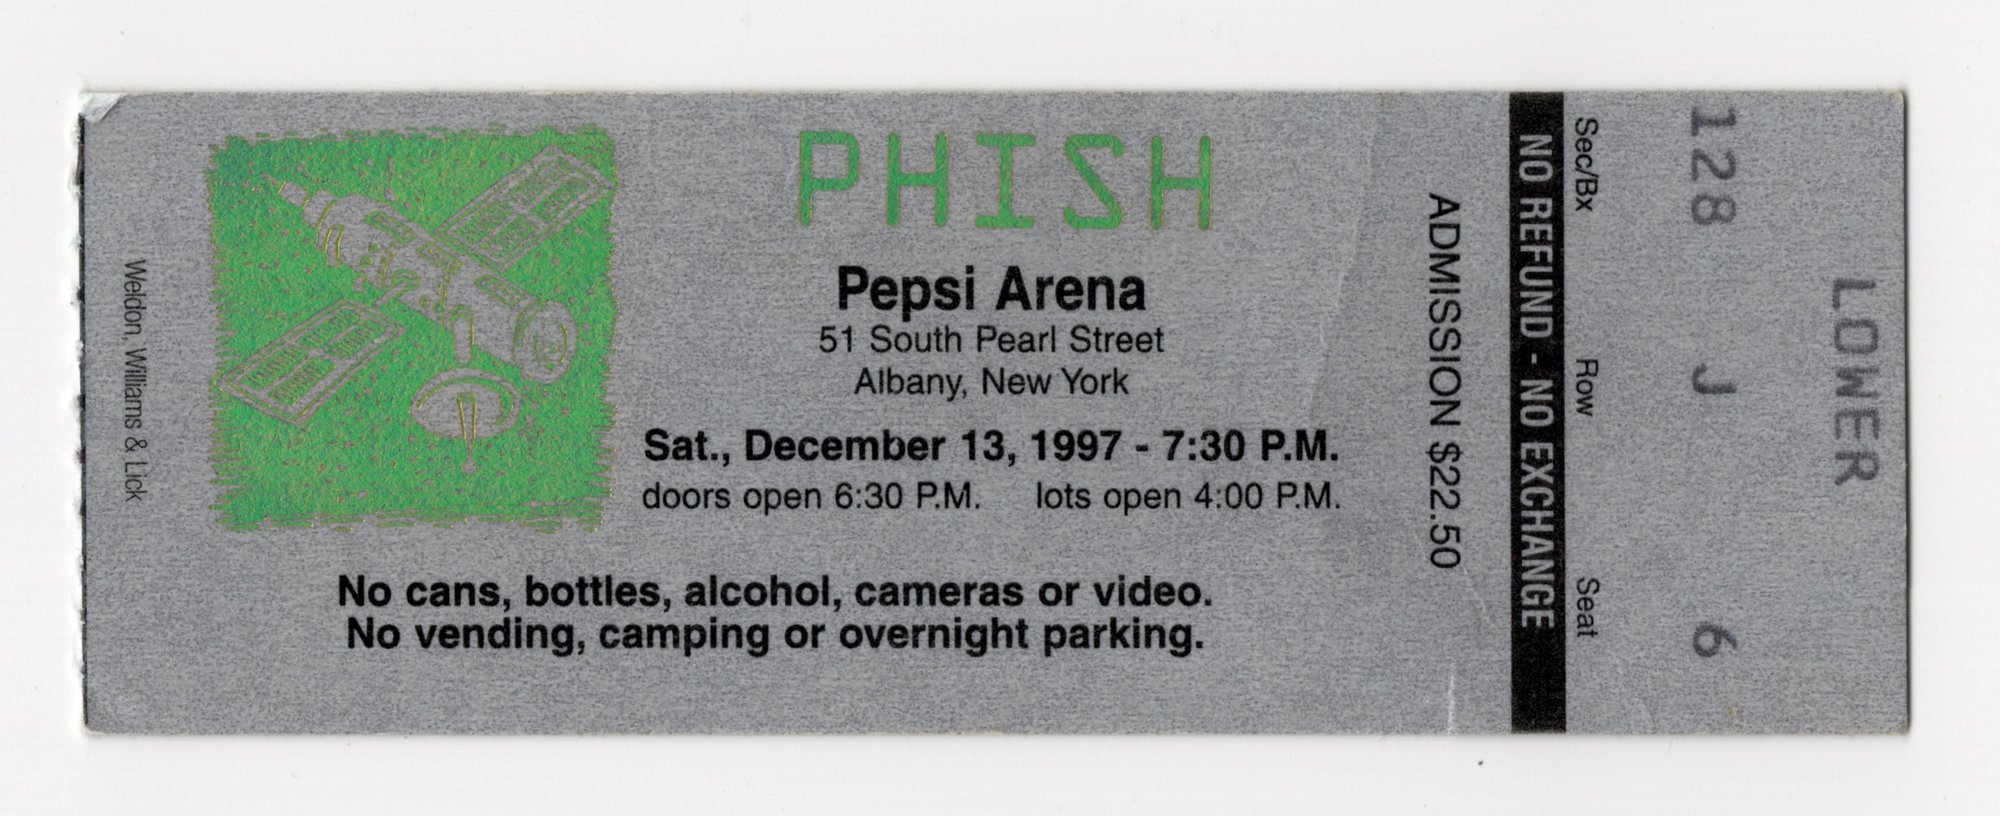 PHISH
Pepsi Arena
51 South Pearl Street
Albany, New York
Sat., December 13, 1997 - 7:30 P.M.
doors open 6:30 P.M. lots open 4:00 P.M.
No cans, bottles, alcohol, cameras or video.
No vending, camping or overnight parking.
Weldon, Williams & Lick
ADMISSION $22.50
NO REFUND - NO EXCHANGE
Sec/Bx Row Seat
128 J 6
LOWER